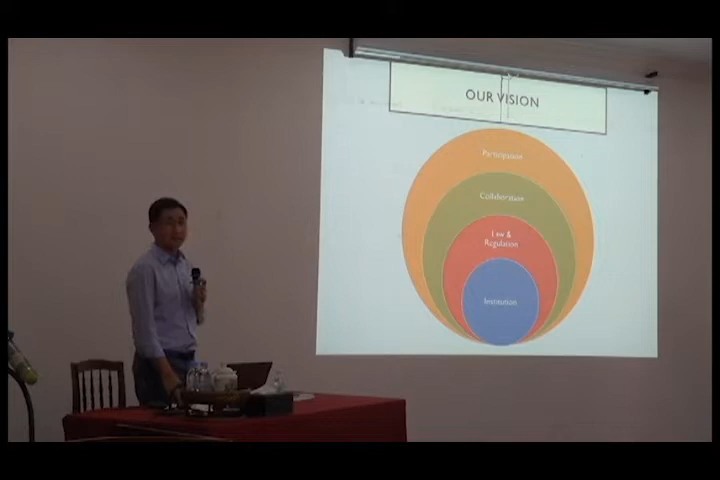 OUR VISION
Participation
Collaboration
Law &
Regulation
Institution